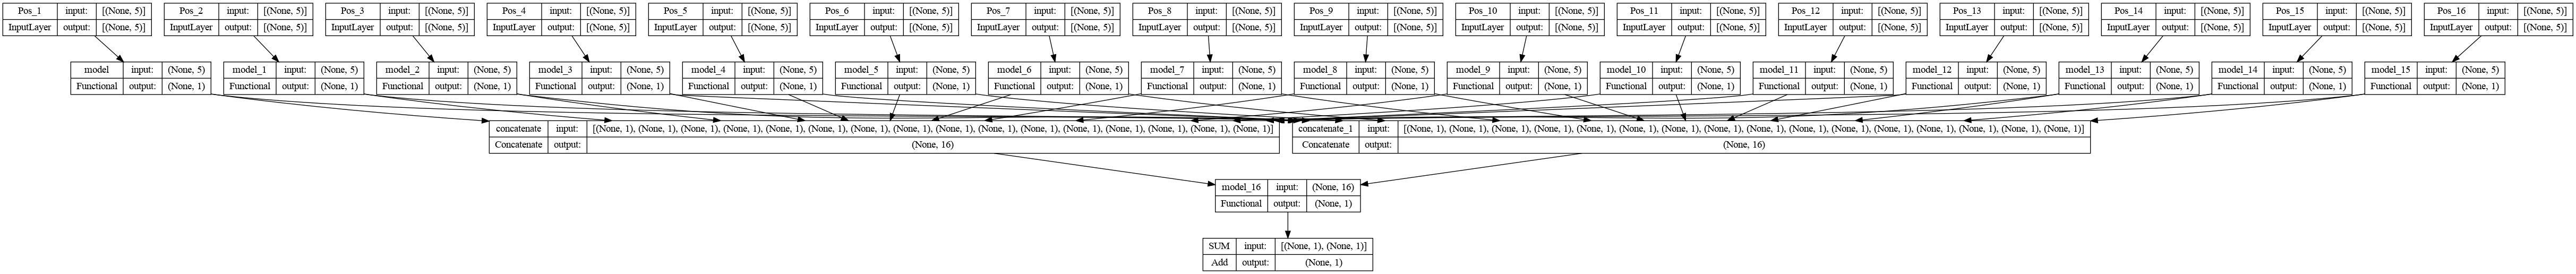 Pos_1 input: [(None, 5)]
InputLayer output: [(None, 5)]
Pos_2 input: [(None, 5)]
InputLayer output: [(None, 5)]
Pos_3 input: [(None, 5)]
InputLayer output: [(None, 5)]
Pos_4 input: [(None, 5)]
InputLayer output: [(None, 5)]
Pos_5 input: [(None, 5)]
InputLayer output: [(None, 5)]
Pos_6 input: [(None, 5)]
InputLayer output: [(None, 5)]
Pos_7 input: [(None, 5)]
InputLayer output: [(None, 5)]
Pos_8 input: [(None, 5)]
InputLayer output: [(None, 5)]
Pos_9 input: [(None, 5)]
InputLayer output: [(None, 5)]
Pos_10 input: [(None, 5)]
InputLayer output: [(None, 5)]
Pos_11 input: [(None, 5)]
InputLayer output: [(None, 5)]
Pos_12 input: [(None, 5)]
InputLayer output: [(None, 5)]
Pos_13 input: [(None, 5)]
InputLayer output: [(None, 5)]
Pos_14 input: [(None, 5)]
InputLayer output: [(None, 5)]
Pos_15 input: [(None, 5)]
InputLayer output: [(None, 5)]
Pos_16 input: [(None, 5)]
InputLayer output: [(None, 5)]
model input: (None, 5)
Functional output: (None, 1)
model_1 input: (None, 5)
Functional output: (None, 1)
model_2 input: (None, 5)
Functional output: (None, 1)
model_3 input: (None, 5)
Functional output: (None, 1)
model_4 input: (None, 5)
Functional output: (None, 1)
model_5 input: (None, 5)
Functional output: (None, 1)
model_6 input: (None, 5)
Functional output: (None, 1)
model_7 input: (None, 5)
Functional output: (None, 1)
model_8 input: (None, 5)
Functional output: (None, 1)
model_9 input: (None, 5)
Functional output: (None, 1)
model_10 input: (None, 5)
Functional output: (None, 1)
model_11 input: (None, 5)
Functional output: (None, 1)
model_12 input: (None, 5)
Functional output: (None, 1)
model_13 input: (None, 5)
Functional output: (None, 1)
model_14 input: (None, 5)
Functional output: (None, 1)
model_15 input: (None, 5)
Functional output: (None, 1)
concatenate input: [(None, 1), (None, 1), (None, 1), (None, 1), (None, 1), (None, 1), (None, 1), (None, 1), (None, 1), (None, 1), (None, 1), (None, 1), (None, 1), (None, 1), (None, 1), (None, 1)]
Concatenate output: (None, 16)
concatenate_1 input: [(None, 1), (None, 1), (None, 1), (None, 1), (None, 1), (None, 1), (None, 1), (None, 1), (None, 1), (None, 1), (None, 1), (None, 1), (None, 1), (None, 1), (None, 1), (None, 1)]
Concatenate output: (None, 16)
model_16 input: (None, 16)
Functional output: (None, 1)
SUM input: [(None, 1), (None, 1)]
Add output: (None, 1)